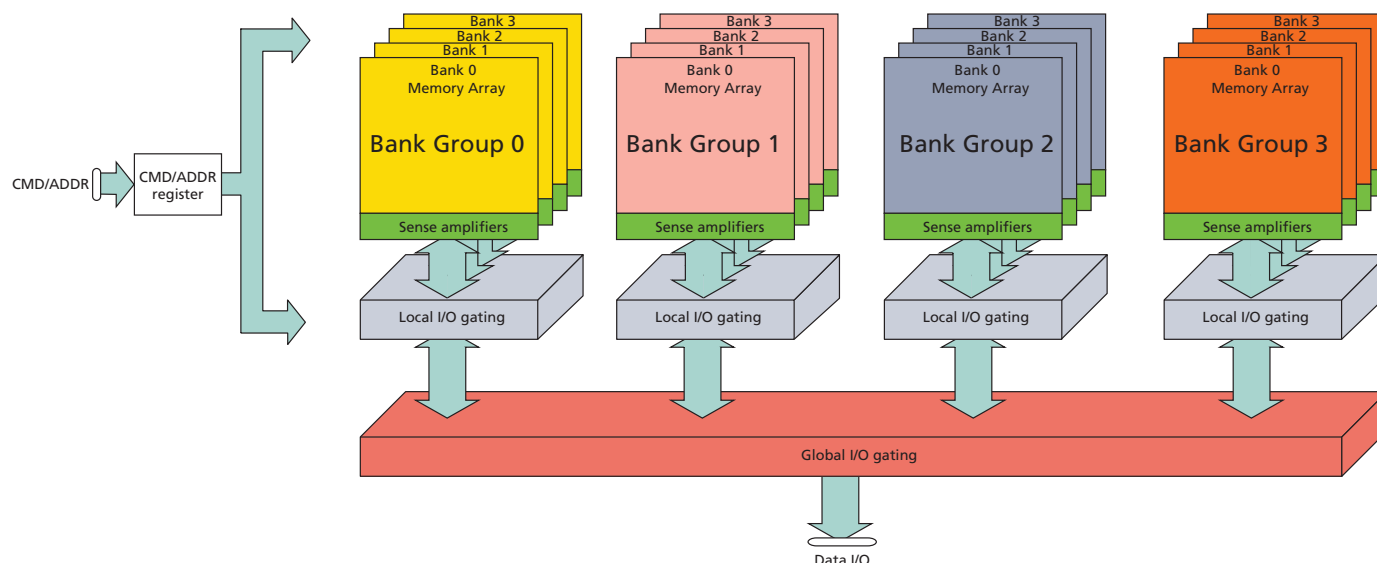 Bank 3
Bank 2
Bank 1
Bank 0
Memory Array
Bank Group 0
Sense amplifiers
Local I/O gating
Bank 3
Bank 2
Bank 1
Bank 0
Memory Array
Bank Group 1
Sense amplifiers
Local I/O gating
Bank 3
Bank 2
Bank 1
Bank 0
Memory Array
Bank Group 2
Sense amplifiers
Local I/O gating
Bank 3
Bank 2
Bank 1
Bank 0
Memory Array
Bank Group 3
Sense amplifiers
Local I/O gating
CMD/ADDR
CMD/ADDR
register
Global I/O gating
Data I/O